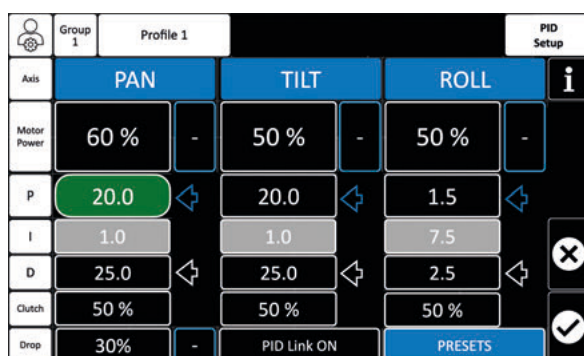 Group 1 Profile 1 PID Setup
Axis PAN TILT ROLL i
Motor Power 60 % - 50 % - 50 % -
P 20.0 20.0 1.5
I 1.0 1.0 7.5
D 25.0 25.0 2.5
Clutch 50 % 50 % 50 %
Drop 30% - PID Link ON PRESETS